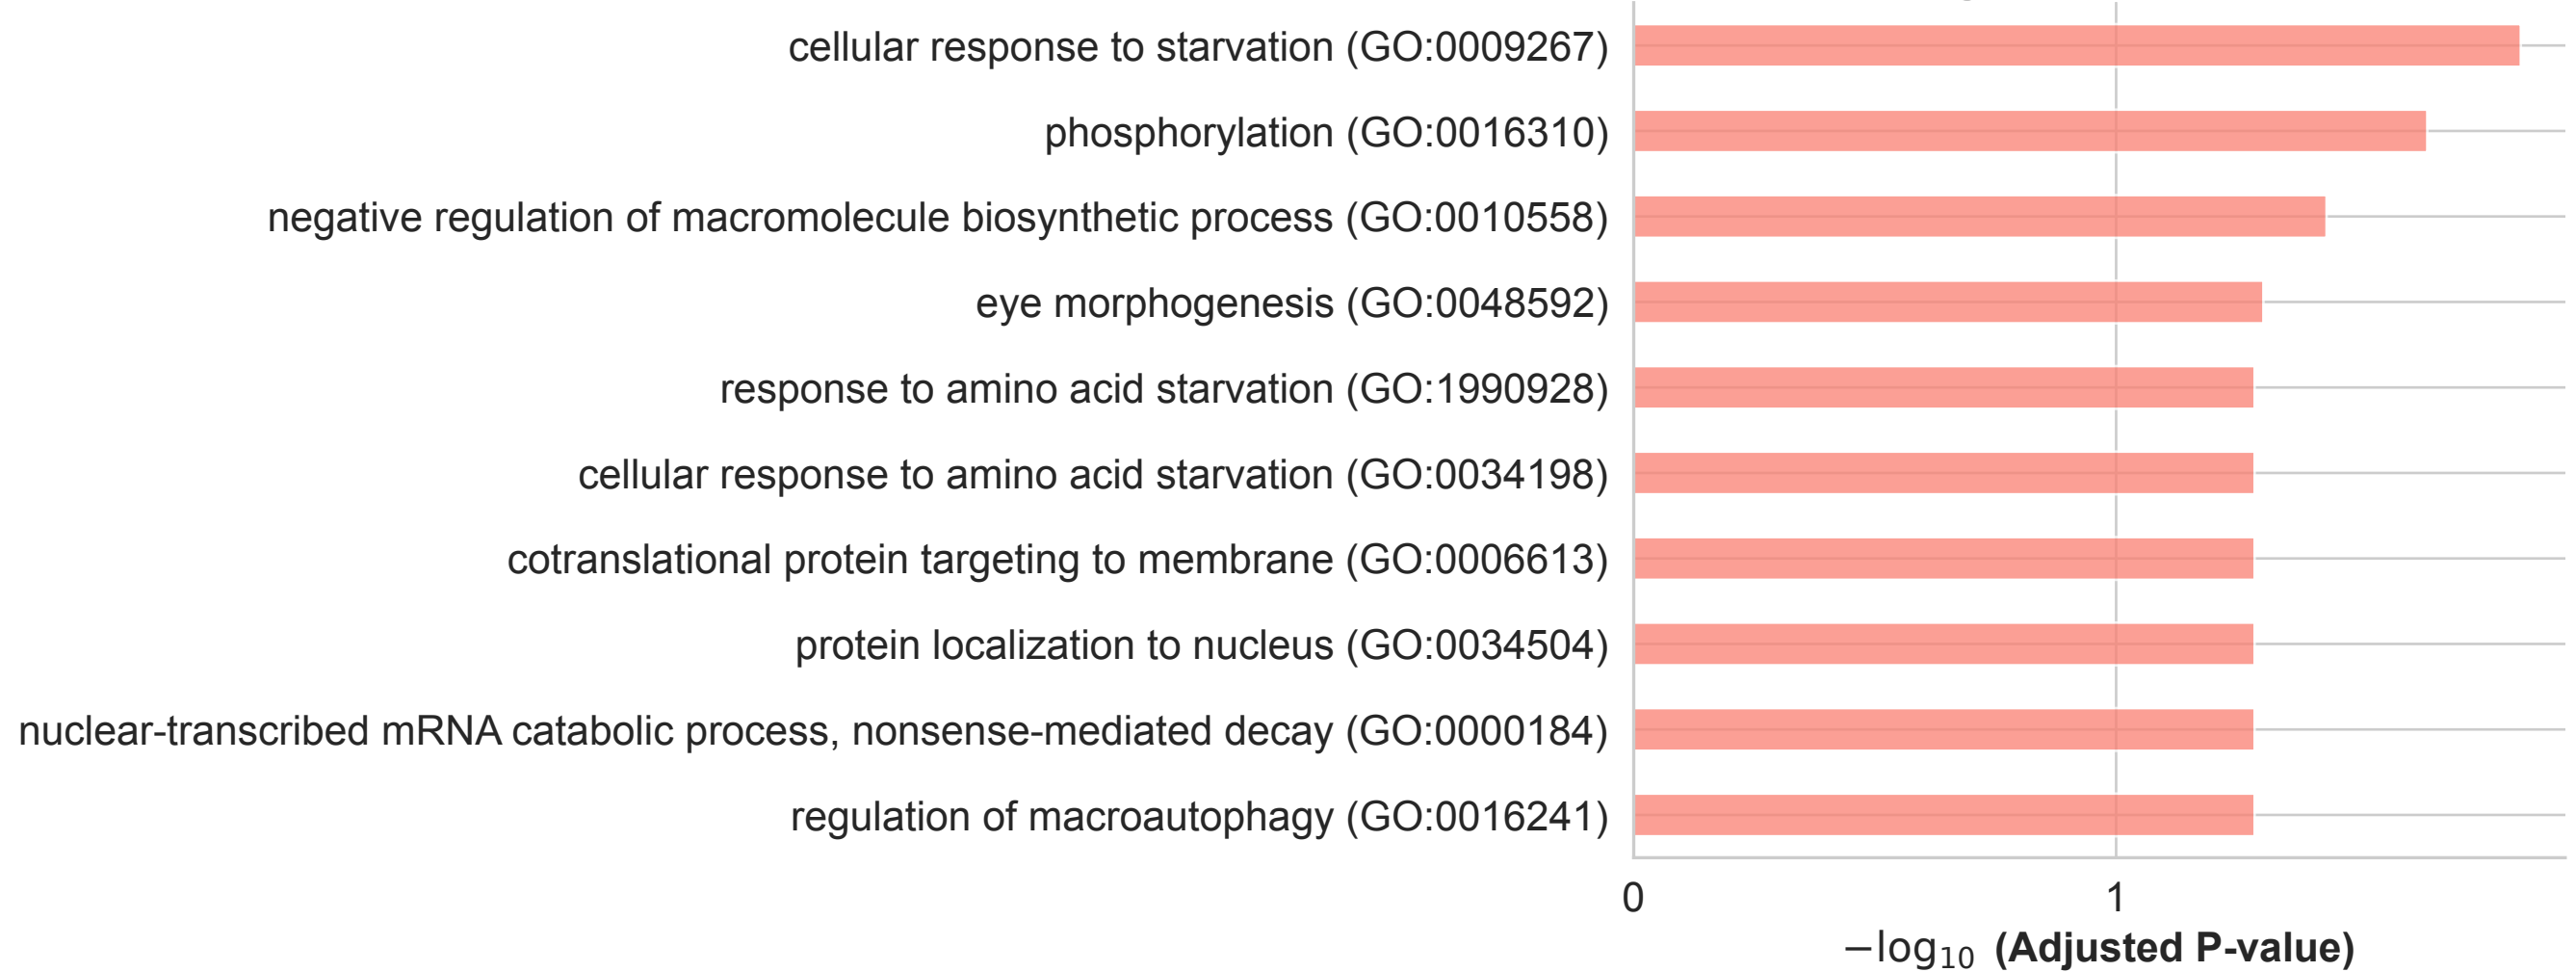 cellular response to starvation (GO:0009267)
phosphorylation (GO:0016310)
negative regulation of macromolecule biosynthetic process (GO:0010558)
eye morphogenesis (GO:0048592)
response to amino acid starvation (GO:1990928)
cellular response to amino acid starvation (GO:0034198)
cotranslational protein targeting to membrane (GO:0006613)
protein localization to nucleus (GO:0034504)
nuclear-transcribed mRNA catabolic process, nonsense-mediated decay (GO:0000184)
regulation of macroautophagy (GO:0016241)
0 1
−log₁₀ (Adjusted P-value)